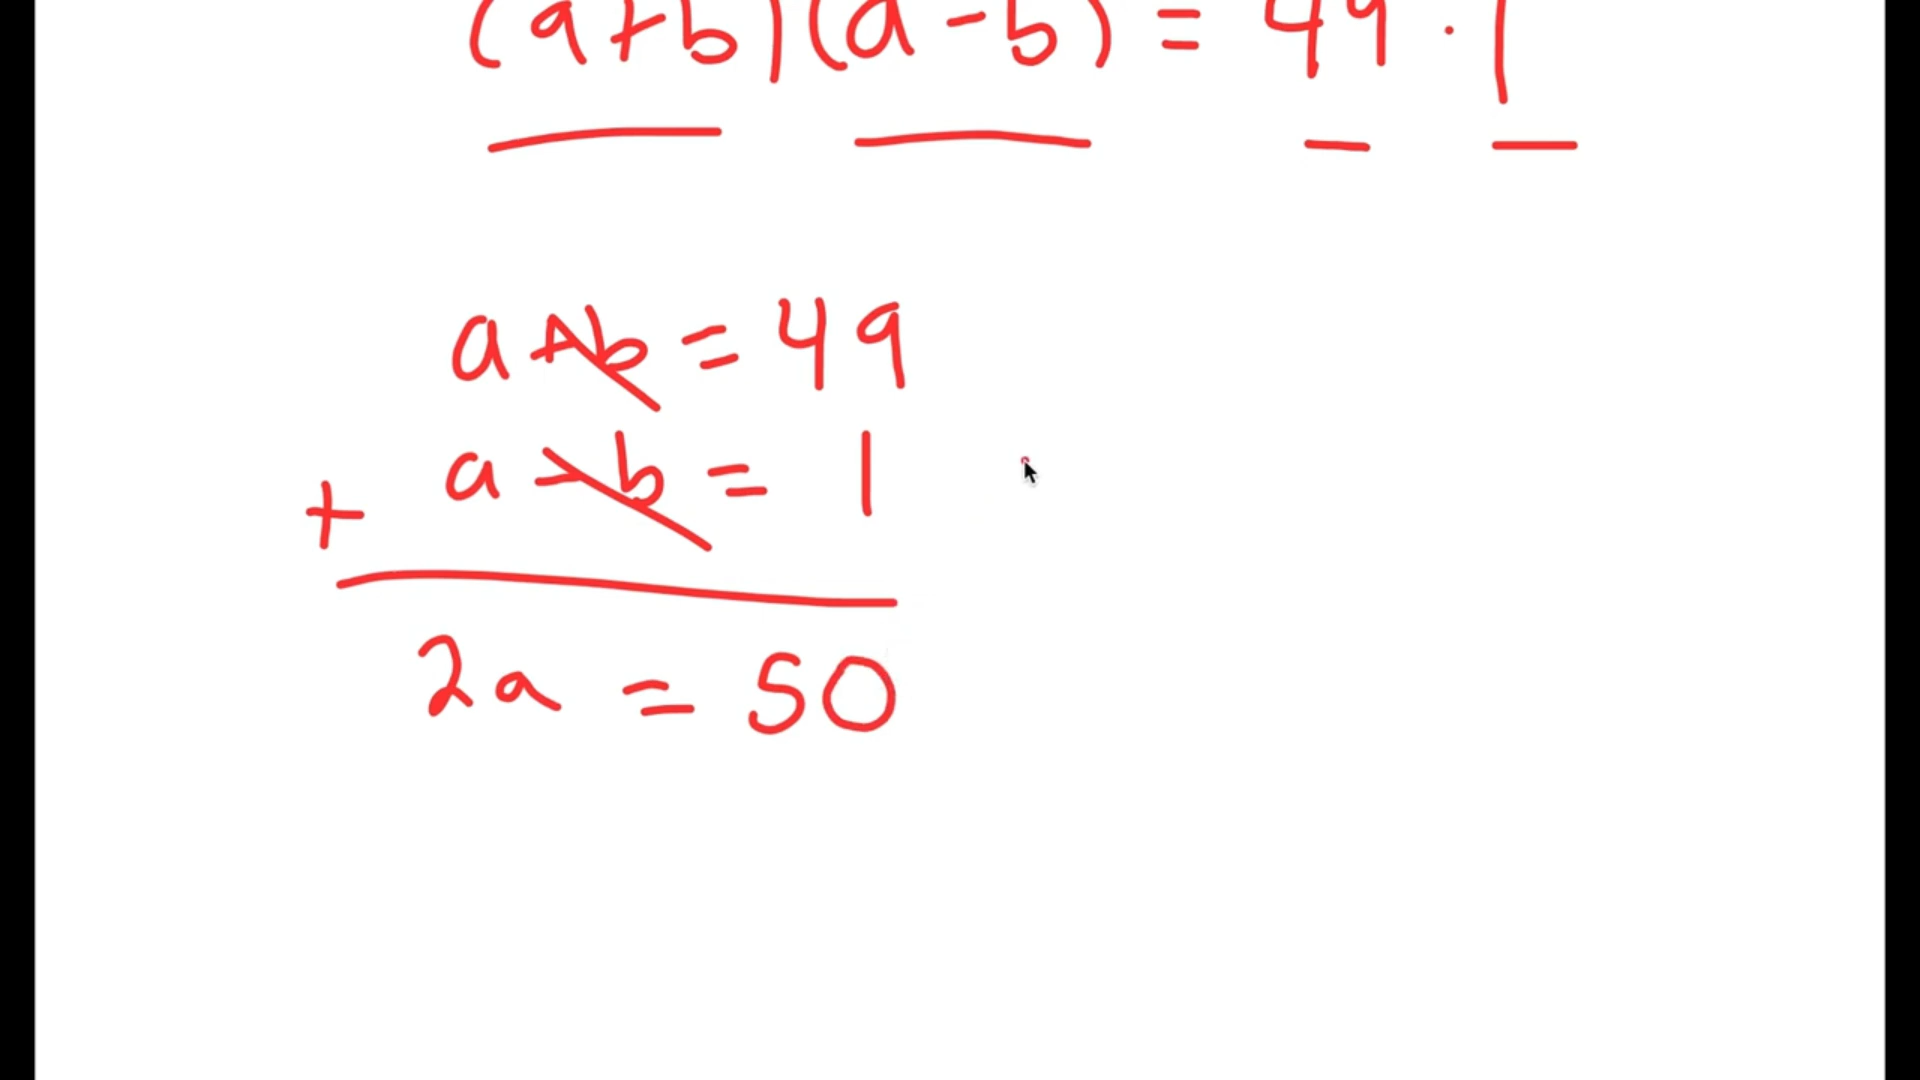 (a+b)(a-b) = 49 · 1
a+b = 49
+ a-b = 1
2a = 50